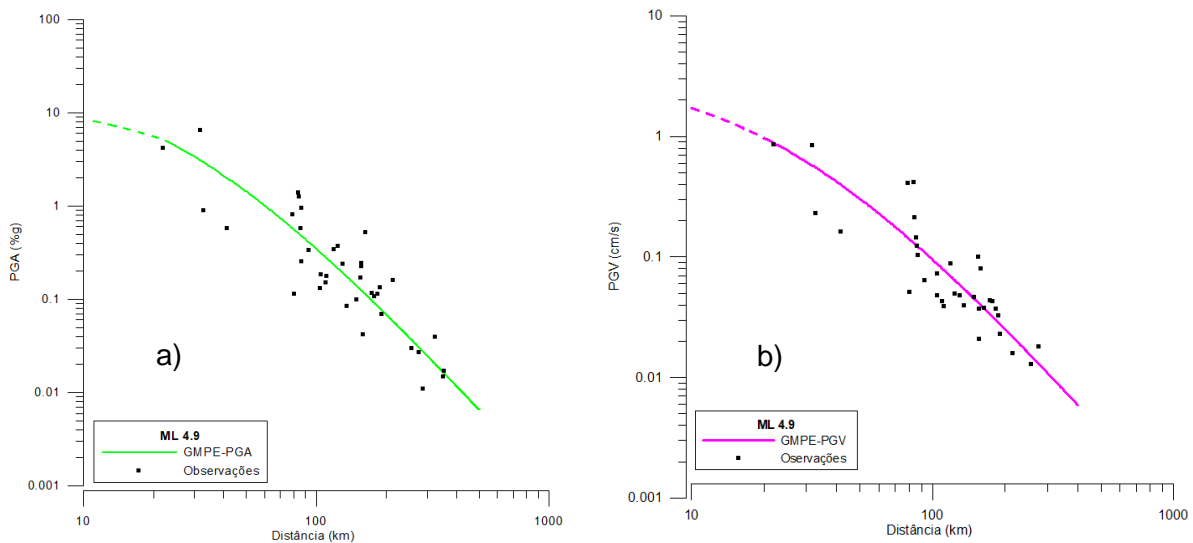 100
10
1
0.1
0.01
0.001
PGA (%g)
a)
ML 4.9
GMPE-PGA
Observações
10
100
1000
Distância (km)
10
1
0.1
0.01
0.001
PGV (cm/s)
b)
ML 4.9
GMPE-PGV
Oservações
10
100
1000
Distância (km)